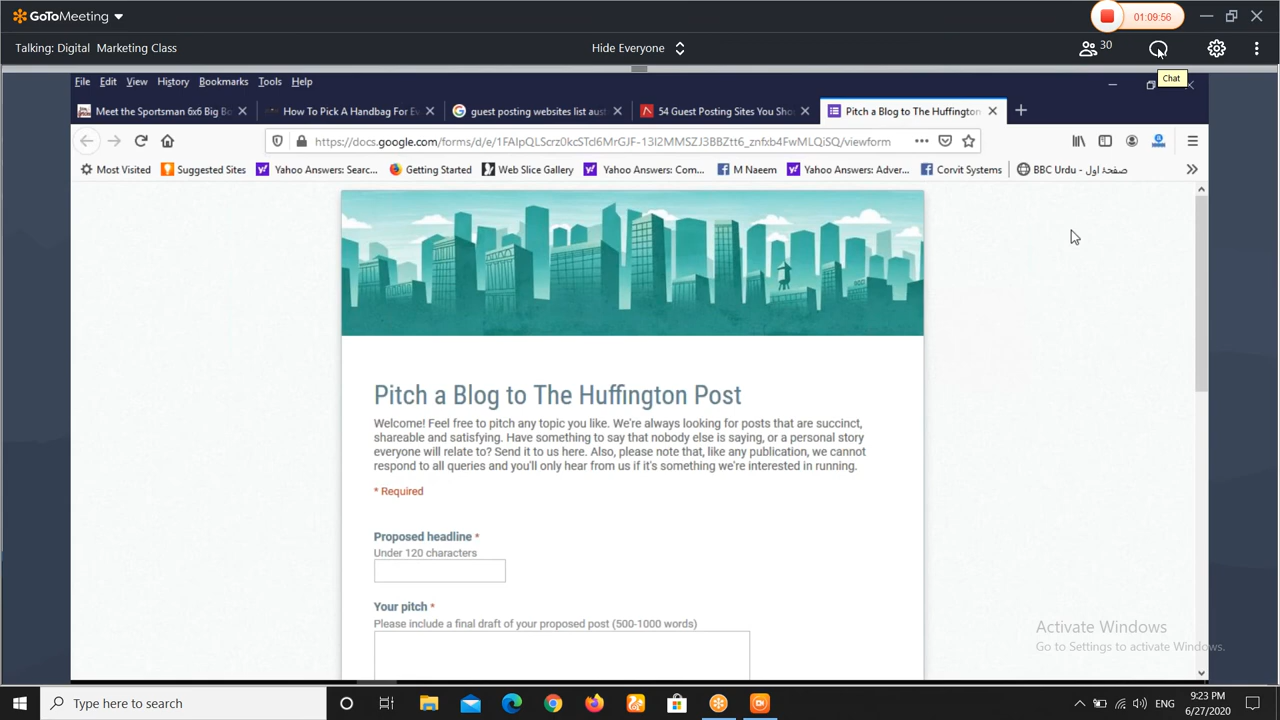 GoToMeeting
01:09:56
Talking: Digital Marketing Class
Hide Everyone
30
Chat
File Edit View History Bookmarks Tools Help
Meet the Sportsman 6x6 Big Bo
How To Pick A Handbag For Ev
guest posting websites list aust
54 Guest Posting Sites You Shou
Pitch a Blog to The Huffington
https://docs.google.com/forms/d/e/1FAIpQLScrz0kcSTd6MrGJF-13I2MMSZJ3BBZtt6_znfxb4FwMLQiSQ/viewform
Most Visited Suggested Sites Yahoo Answers: Searc... Getting Started Web Slice Gallery Yahoo Answers: Com... M Naeem Yahoo Answers: Adver... Corvit Systems BBC Urdu - صفحۂ اول
Pitch a Blog to The Huffington Post
Welcome! Feel free to pitch any topic you like. We're always looking for posts that are succinct,
shareable and satisfying. Have something to say that nobody else is saying, or a personal story
everyone will relate to? Send it to us here. Also, please note that, like any publication, we cannot
respond to all queries and you'll only hear from us if it's something we're interested in running.
* Required
Proposed headline *
Under 120 characters
Your pitch *
Please include a final draft of your proposed post (500-1000 words)
Activate Windows
Go to Settings to activate Windows.
Type here to search
ENG
9:23 PM
6/27/2020